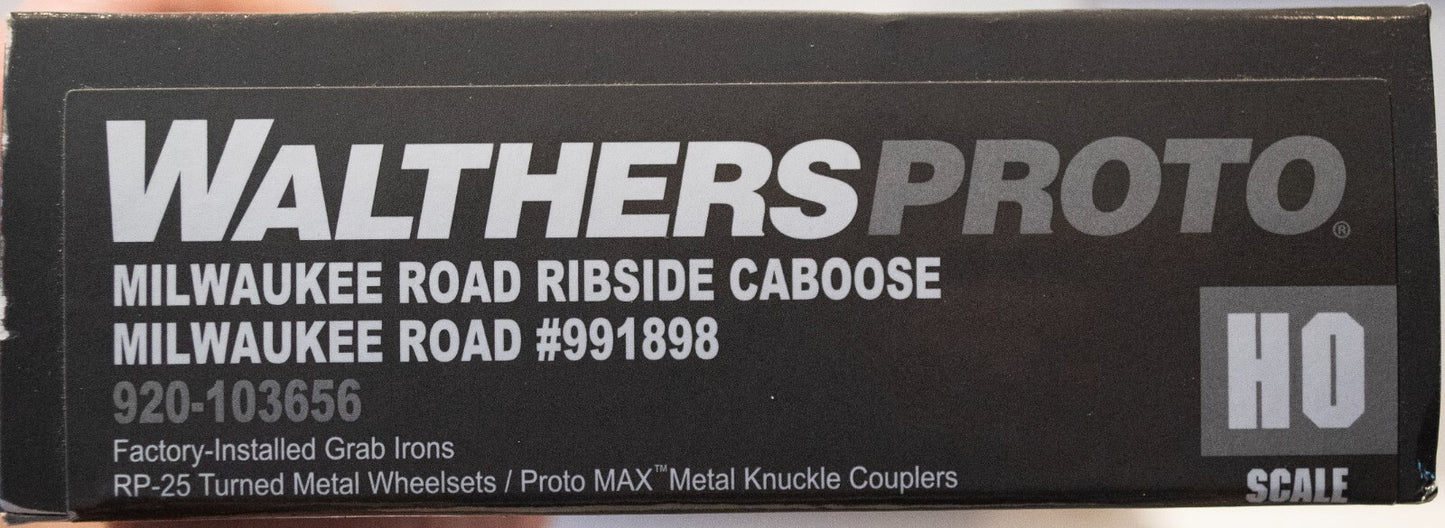 WALTHERSPROTO®
MILWAUKEE ROAD RIBSIDE CABOOSE
MILWAUKEE ROAD #991898
920-103656
Factory-Installed Grab Irons
RP-25 Turned Metal Wheelsets / Proto MAX™ Metal Knuckle Couplers
HO
SCALE